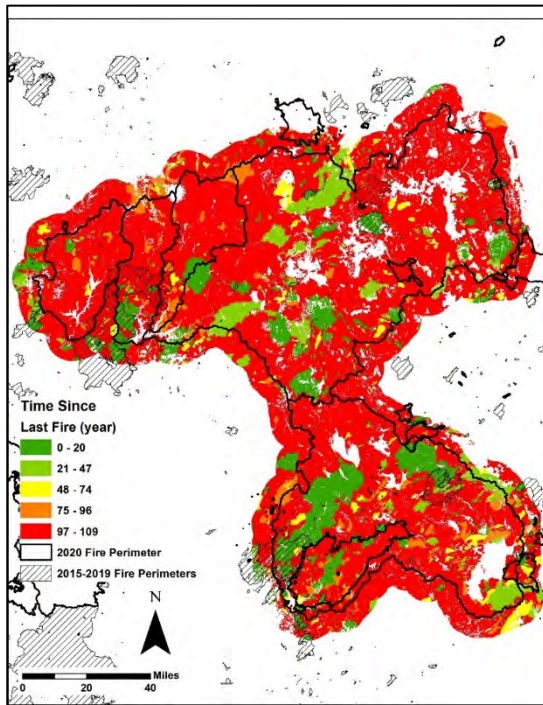 Time Since
Last Fire (year)
0 - 20
21 - 47
48 - 74
75 - 96
97 - 109
2020 Fire Perimeter
2015-2019 Fire Perimeters
N
Miles
0 20 40